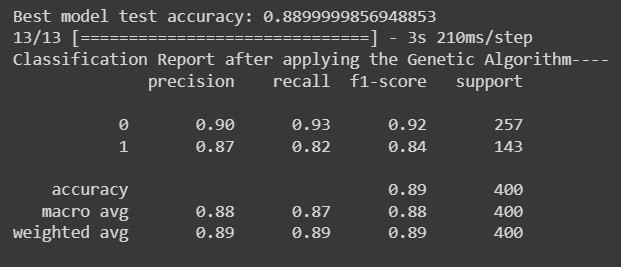 Best model test accuracy: 0.8899999856948853
13/13 [==============================] - 3s 210ms/step
Classification Report after applying the Genetic Algorithm----
              precision    recall  f1-score   support

           0       0.90      0.93      0.92       257
           1       0.87      0.82      0.84       143

    accuracy                           0.89       400
   macro avg       0.88      0.87      0.88       400
weighted avg       0.89      0.89      0.89       400